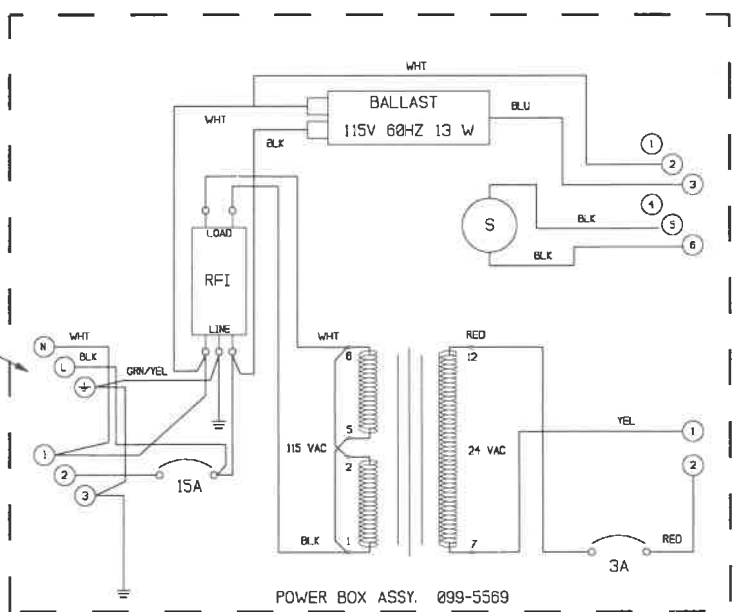 WHT
BALLAST
115V 60HZ 13 W
BLU
WHT
BLK
1
2
3
4
5
6
S
BLK
BLK
LOAD
RFI
LINE
N
WHT
L
BLK
GRN/YEL
1
2
3
15A
WHT
6
5
115 VAC
2
1
BLK
RED
12
24 VAC
7
YEL
1
2
RED
3A
POWER BOX ASSY. 099-5569